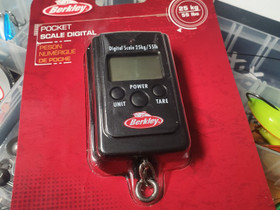 Berkley
POCKET
SCALE DIGITAL
PESON
NUMÉRIQUE
DE POCHE
25 kg
55 lb
Digital Scale 25kg/55lb
POWER
UNIT
TARE
Berkley